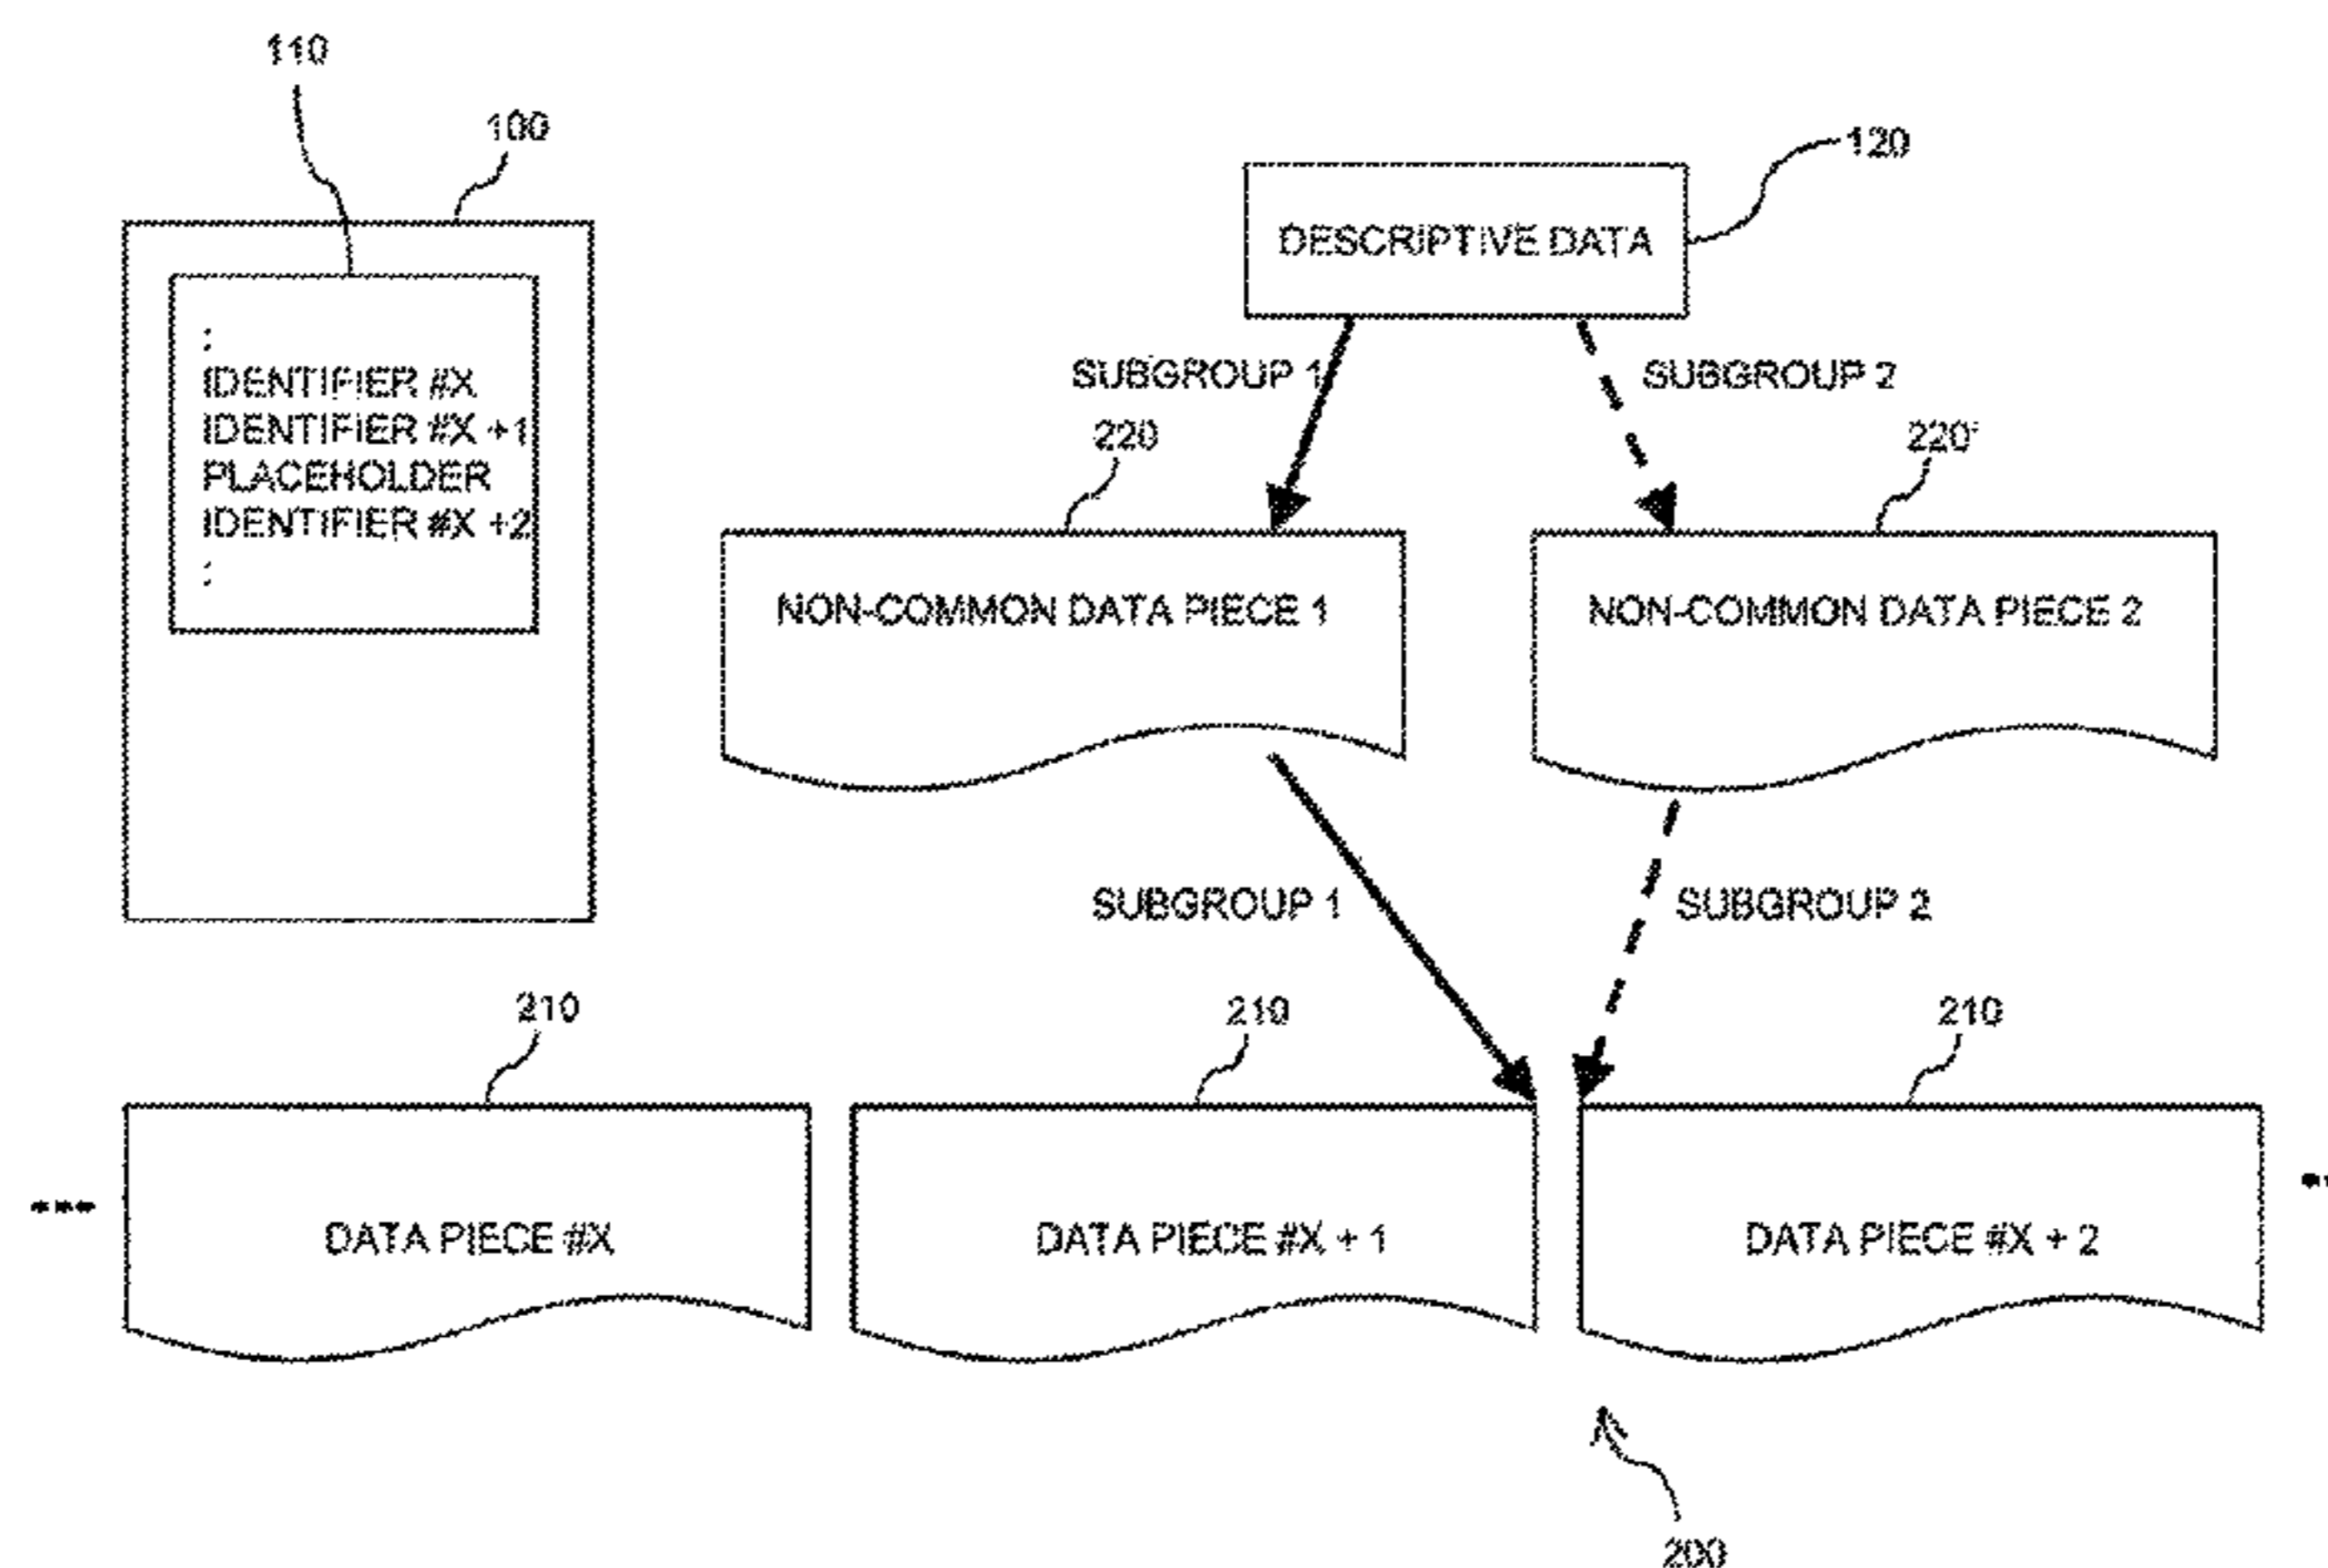 110
100
120
DESCRIPTIVE DATA
:
IDENTIFIER #X
IDENTIFIER #X +1
PLACEHOLDER
IDENTIFIER #X +2
:
SUBGROUP 1
SUBGROUP 2
220
220'
NON-COMMON DATA PIECE 1
NON-COMMON DATA PIECE 2
SUBGROUP 1
SUBGROUP 2
210
210
210
...
DATA PIECE #X
DATA PIECE #X + 1
DATA PIECE #X + 2
200